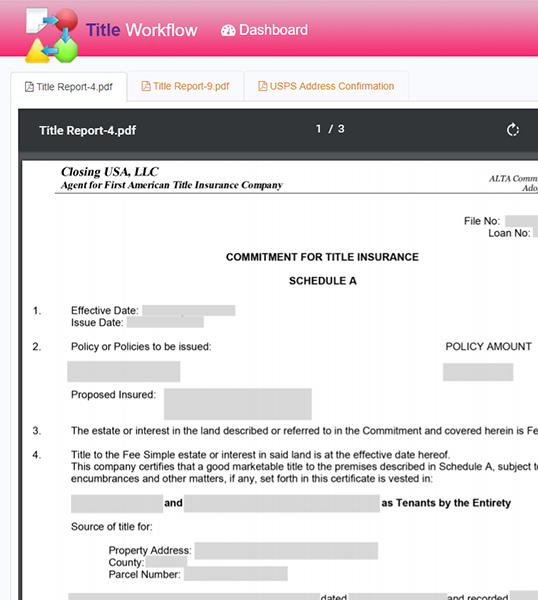 Title Workflow Dashboard
Title Report-4.pdf Title Report-9.pdf USPS Address Confirmation
Title Report-4.pdf 1 / 3
Closing USA, LLC
Agent for First American Title Insurance Company
ALTA Comm
Ado
File No:
Loan No:
COMMITMENT FOR TITLE INSURANCE
SCHEDULE A
1. Effective Date:
Issue Date:
2. Policy or Policies to be issued: POLICY AMOUNT
Proposed Insured:
3. The estate or interest in the land described or referred to in the Commitment and covered herein is Fe
4. Title to the Fee Simple estate or interest in said land is at the effective date hereof.
This company certifies that a good marketable title to the premises described in Schedule A, subject t
encumbrances and other matters, if any, set forth in this certificate is vested in:
and as Tenants by the Entirety
Source of title for:
Property Address:
County:
Parcel Number:
dated and recorded